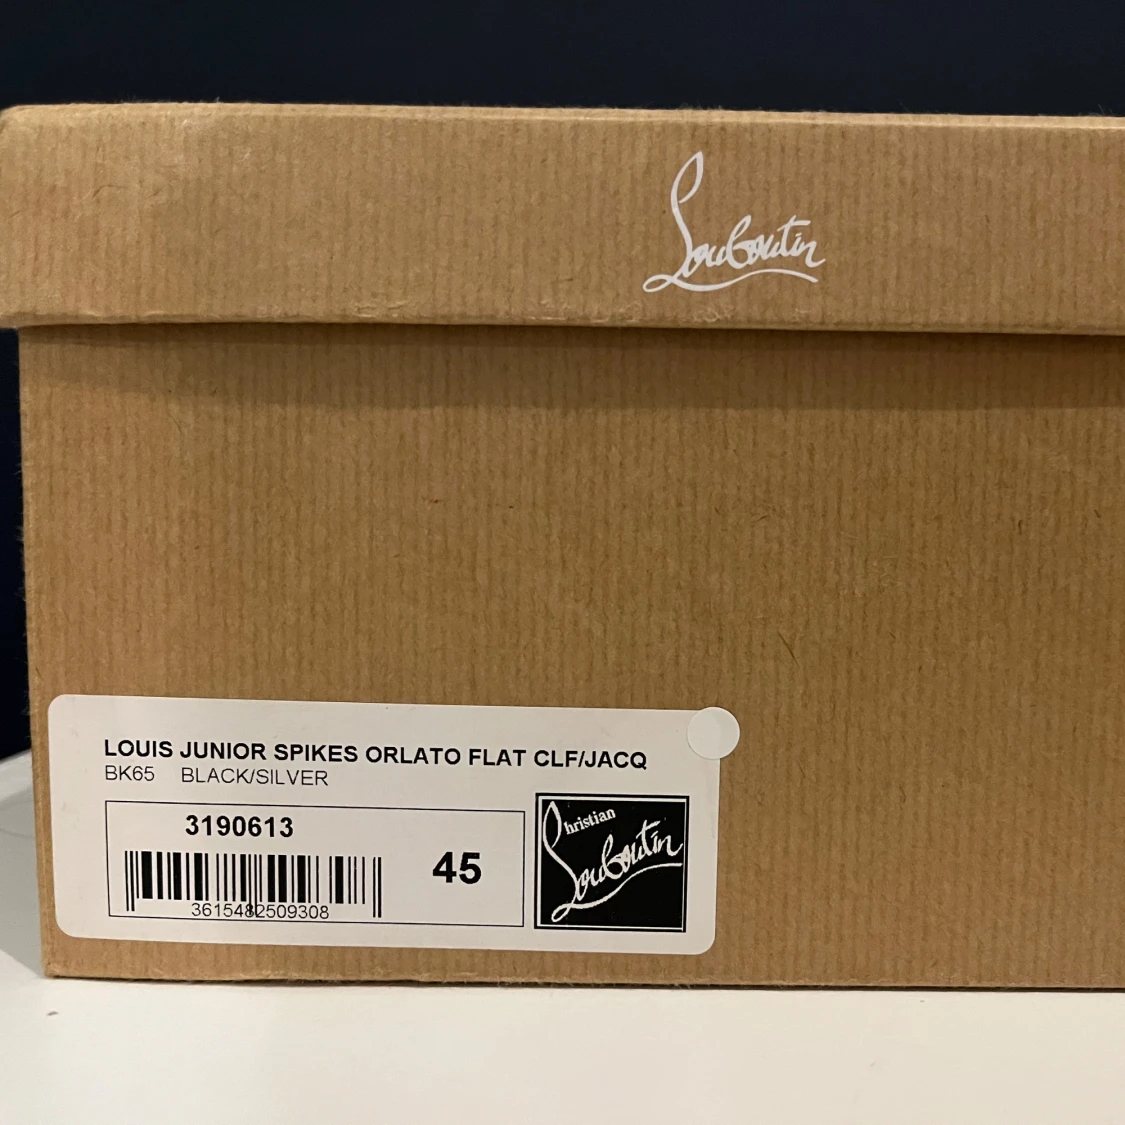 Louboutin
LOUIS JUNIOR SPIKES ORLATO FLAT CLF/JACQ
BK65 BLACK/SILVER
3190613
45
3615482509308
Christian
Louboutin